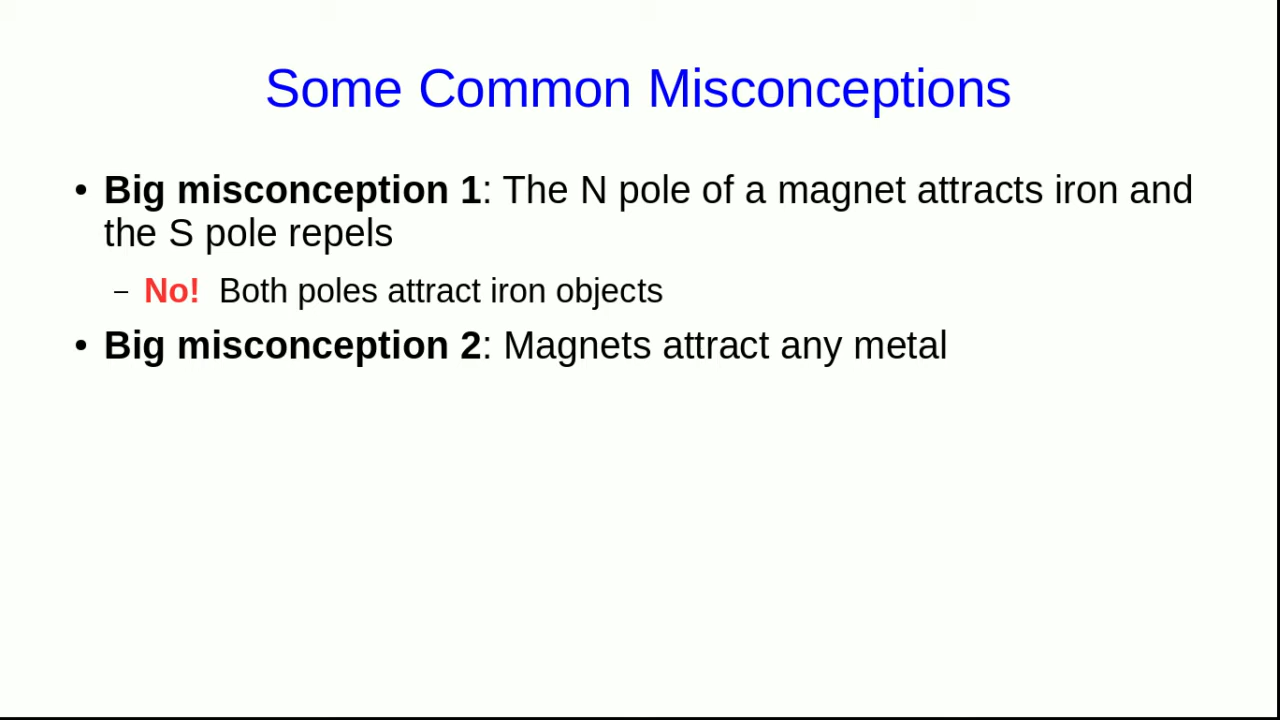 Some Common Misconceptions
• Big misconception 1: The N pole of a magnet attracts iron and
the S pole repels
– No! Both poles attract iron objects
• Big misconception 2: Magnets attract any metal